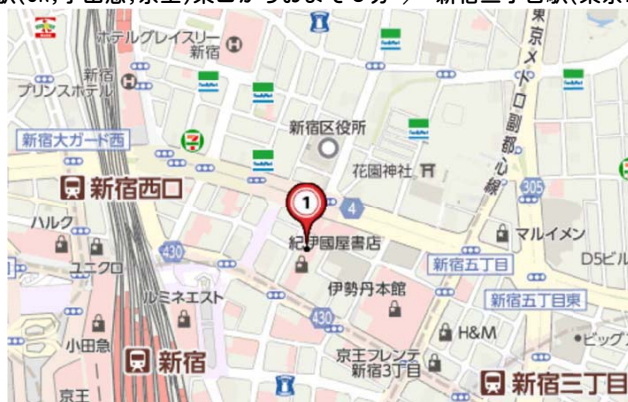 ホテルグレイスリー
新宿
新宿
プリンスホテル
新宿区役所
東京メトロ副都心線
新宿大ガード西
花園神社
新宿西口
1
4
305
ハルク
430
紀伊國屋書店
マルイメン
ユニクロ
新宿五丁目
D5ビル
ルミネエスト
伊勢丹本館
新宿五丁目東
小田急
430
H&M
新宿
京王フレンテ
新宿3丁目
京王
新宿三丁目